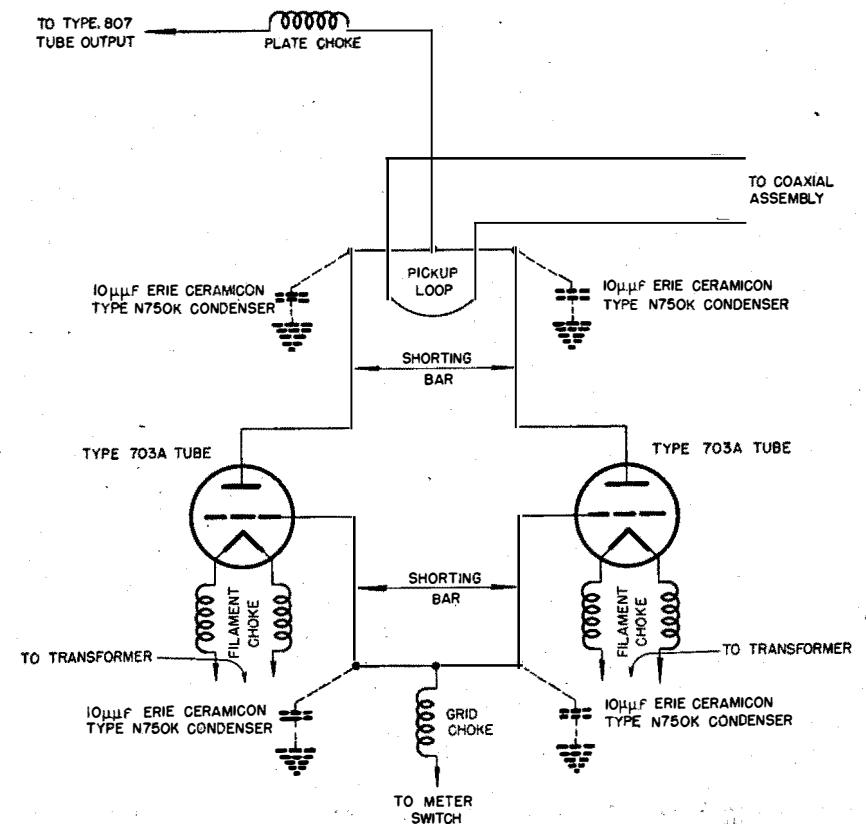 TO TYPE. 807
TUBE OUTPUT
PLATE CHOKE
TO COAXIAL
ASSEMBLY
PICKUP
LOOP
10µµF ERIE CERAMICON
TYPE N750K CONDENSER
10µµF ERIE CERAMICON
TYPE N750K CONDENSER
SHORTING
BAR
TYPE 703A TUBE
TYPE 703A TUBE
SHORTING
BAR
FILAMENT
CHOKE
FILAMENT
CHOKE
TO TRANSFORMER
TO TRANSFORMER
10µµF ERIE CERAMICON
TYPE N750K CONDENSER
GRID
CHOKE
10µµF ERIE CERAMICON
TYPE N750K CONDENSER
TO METER
SWITCH